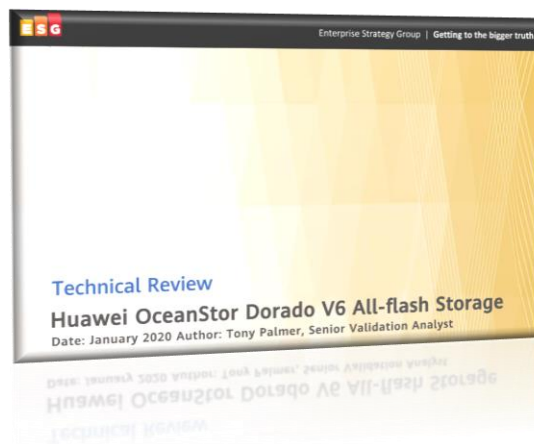 ESG
Enterprise Strategy Group | Getting to the bigger truth
Technical Review
Huawei OceanStor Dorado V6 All-flash Storage
Date: January 2020 Author: Tony Palmer, Senior Validation Analyst